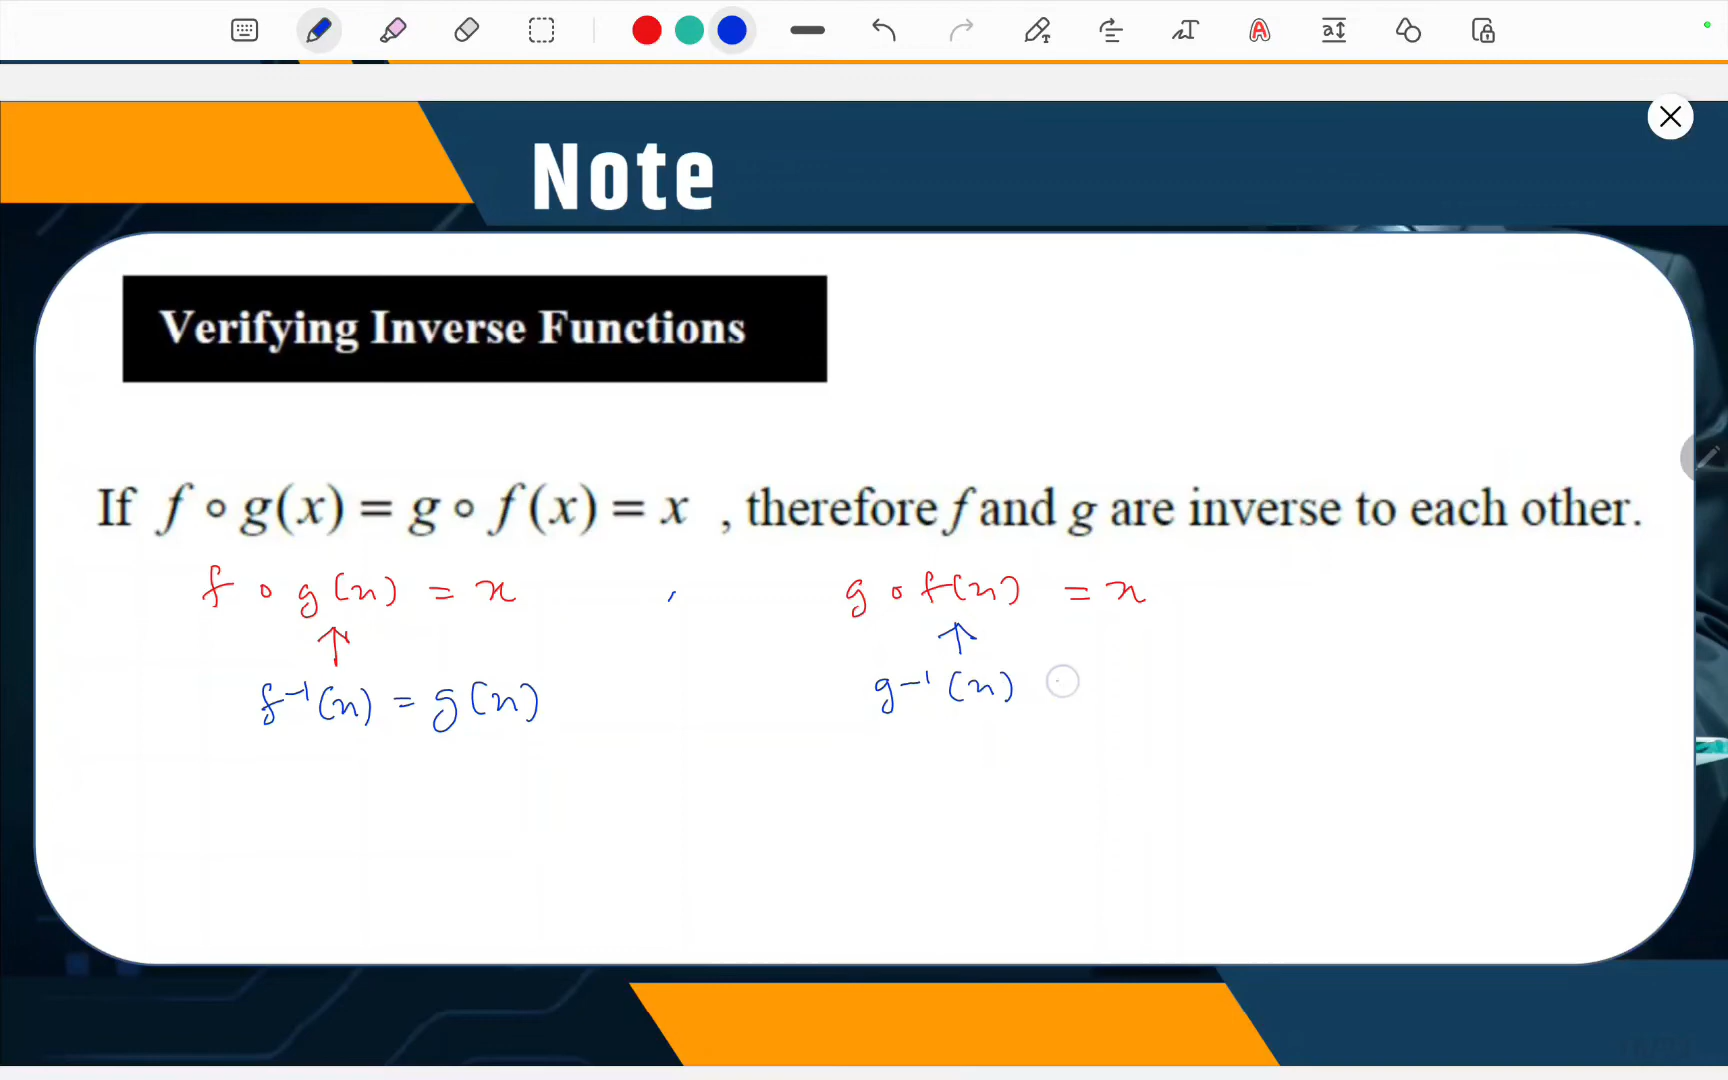 Note
Verifying Inverse Functions
If f ∘ g(x) = g ∘ f(x) = x , therefore f and g are inverse to each other.
f ∘ g(x) = x , g ∘ f(x) = x
f⁻¹(x) = g(x) g⁻¹(x)